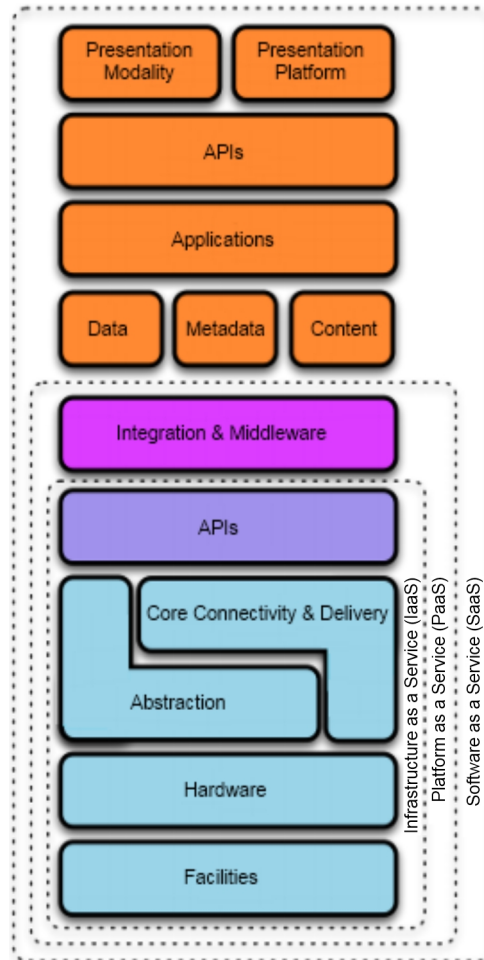 Presentation
Modality
Presentation
Platform
APIs
Applications
Data
Metadata
Content
Integration & Middleware
APIs
Core Connectivity & Delivery
Abstraction
Hardware
Facilities
Infrastructure as a Service (IaaS)
Platform as a Service (PaaS)
Software as a Service (SaaS)